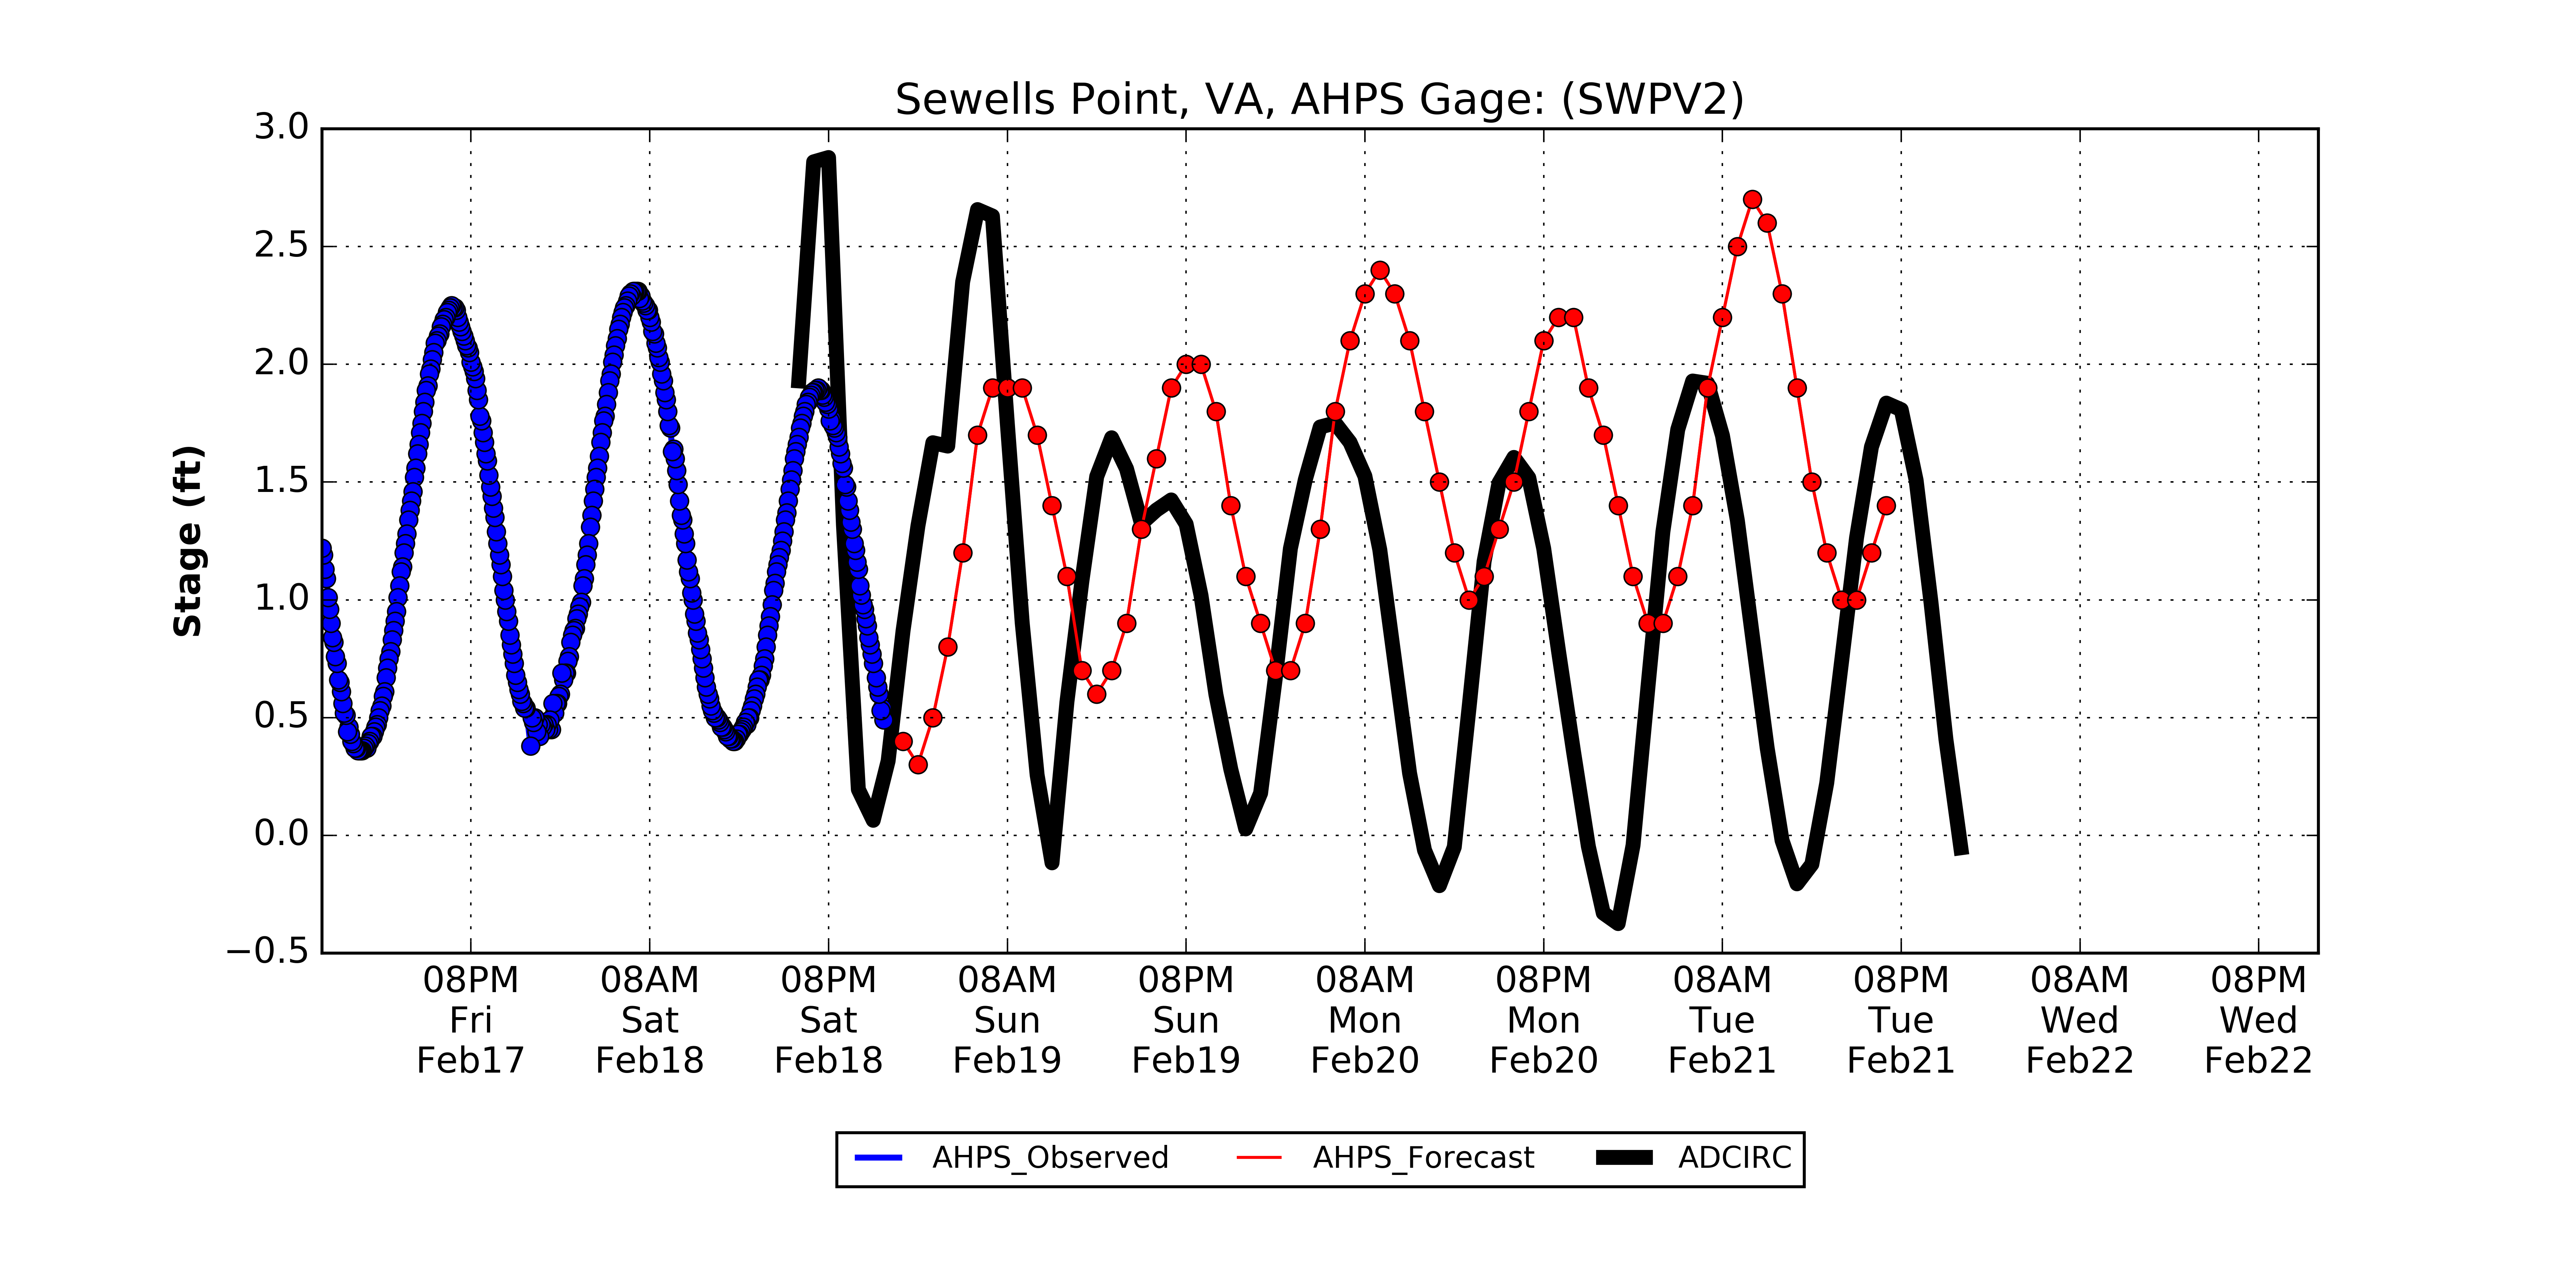 Sewells Point, VA, AHPS Gage: (SWPV2)
3.0
2.5
2.0
1.5
1.0
0.5
0.0
−0.5
Stage (ft)
08PM 08AM 08PM 08AM 08PM 08AM 08PM 08AM 08PM 08AM 08PM
Fri Sat Sat Sun Sun Mon Mon Tue Tue Wed Wed
Feb17 Feb18 Feb18 Feb19 Feb19 Feb20 Feb20 Feb21 Feb21 Feb22 Feb22
AHPS_Observed AHPS_Forecast ADCIRC